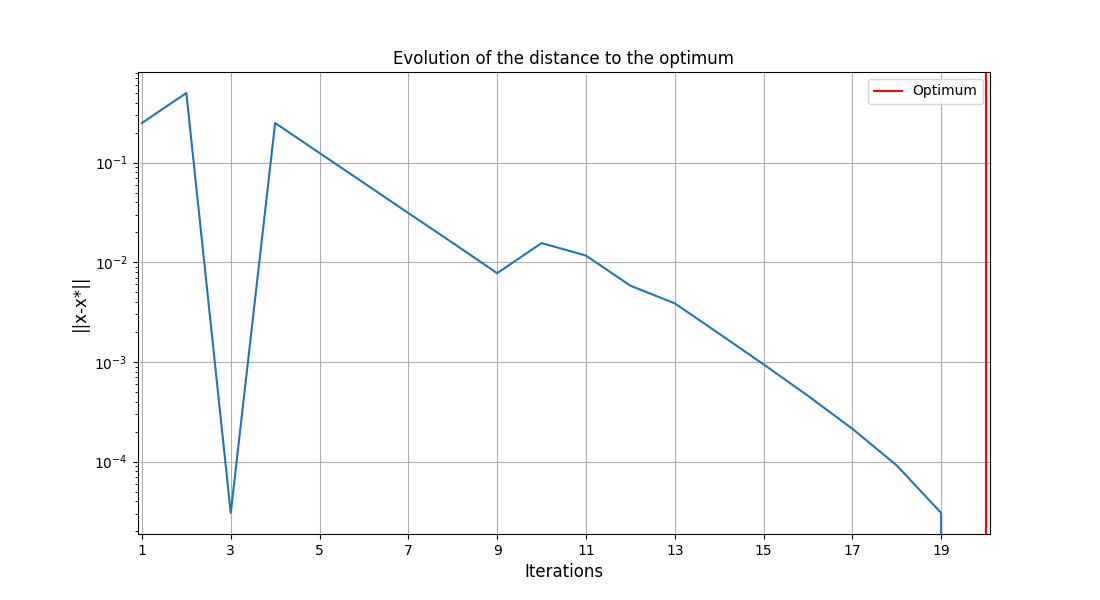 Evolution of the distance to the optimum
Optimum
||x-x*||
10⁻¹
10⁻²
10⁻³
10⁻⁴
1 3 5 7 9 11 13 15 17 19
Iterations